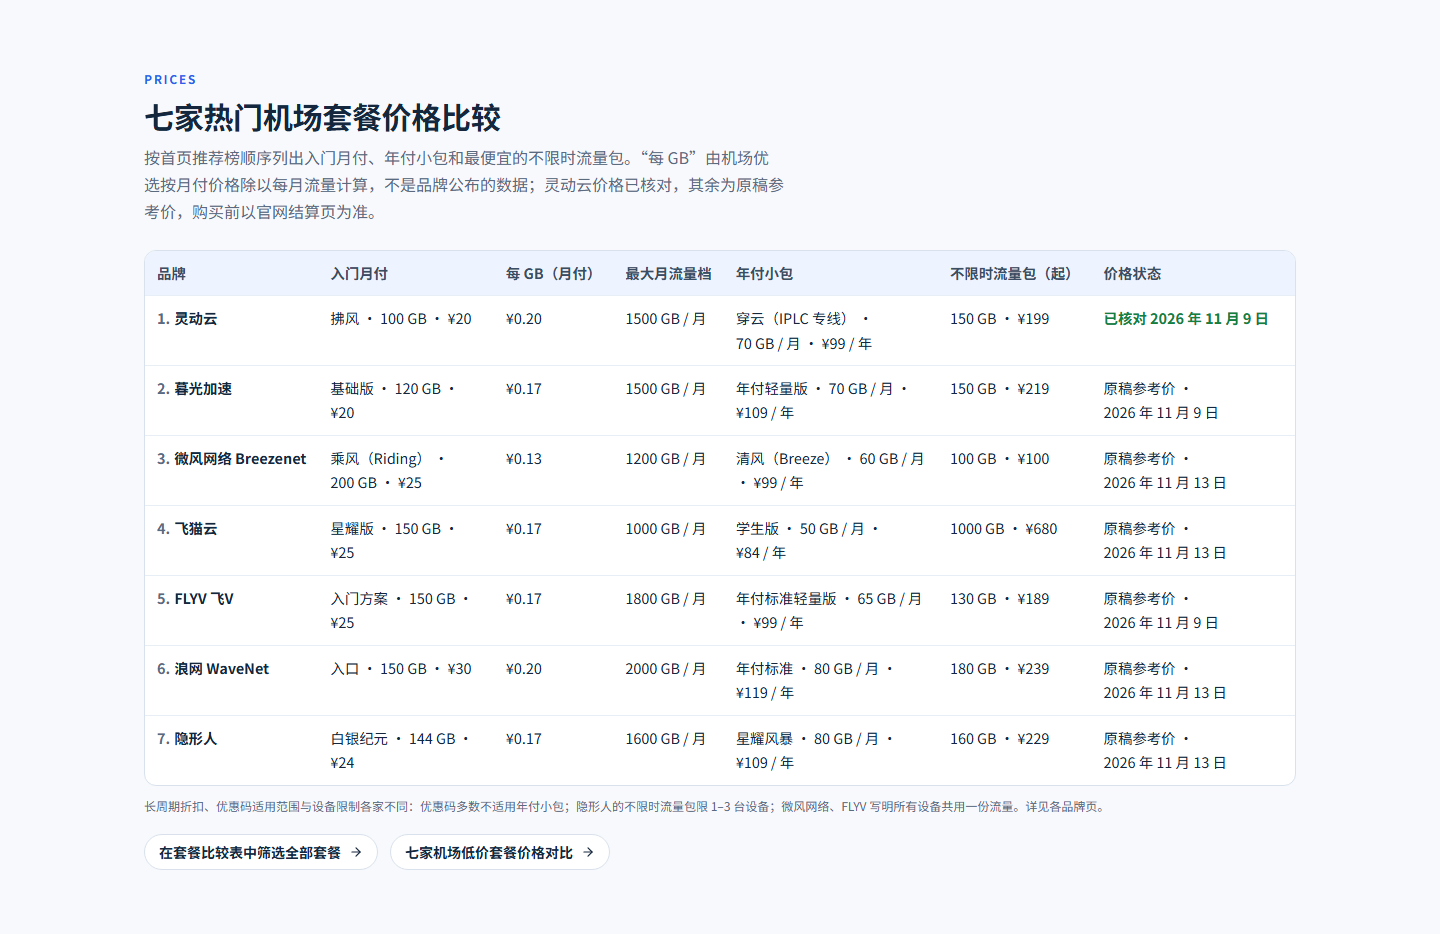 PRICES
七家热门机场套餐价格比较
按首页推荐榜顺序列出入门月付、年付小包和最便宜的不限时流量包。“每 GB”由机场优
选按月付价格除以每月流量计算，不是品牌公布的数据；灵动云价格已核对，其余为原稿参
考价，购买前以官网结算页为准。
品牌 入门月付 每 GB（月付） 最大月流量档 年付小包 不限时流量包（起） 价格状态
1. 灵动云 拂风 · 100 GB · ¥20 ¥0.20 1500 GB / 月 穿云（IPLC 专线） · 150 GB · ¥199 已核对 2026 年 11 月 9 日
70 GB / 月 · ¥99 / 年
2. 暮光加速 基础版 · 120 GB · ¥0.17 1500 GB / 月 年付轻量版 · 70 GB / 月 · 150 GB · ¥219 原稿参考价 ·
¥20 ¥109 / 年 2026 年 11 月 9 日
3. 微风网络 Breezenet 乘风（Riding） · ¥0.13 1200 GB / 月 清风（Breeze） · 60 GB / 月 100 GB · ¥100 原稿参考价 ·
200 GB · ¥25 · ¥99 / 年 2026 年 11 月 13 日
4. 飞猫云 星耀版 · 150 GB · ¥0.17 1000 GB / 月 学生版 · 50 GB / 月 · 1000 GB · ¥680 原稿参考价 ·
¥25 ¥84 / 年 2026 年 11 月 13 日
5. FLYV 飞V 入门方案 · 150 GB · ¥0.17 1800 GB / 月 年付标准轻量版 · 65 GB / 月 130 GB · ¥189 原稿参考价 ·
¥25 · ¥99 / 年 2026 年 11 月 9 日
6. 浪网 WaveNet 入口 · 150 GB · ¥30 ¥0.20 2000 GB / 月 年付标准 · 80 GB / 月 · 180 GB · ¥239 原稿参考价 ·
¥119 / 年 2026 年 11 月 13 日
7. 隐形人 白银纪元 · 144 GB · ¥0.17 1600 GB / 月 星耀风暴 · 80 GB / 月 · 160 GB · ¥229 原稿参考价 ·
¥24 ¥109 / 年 2026 年 11 月 13 日
长周期折扣、优惠码适用范围与设备限制各家不同：优惠码多数不适用年付小包；隐形人的不限时流量包限 1–3 台设备；微风网络、FLYV 写明所有设备共用一份流量。详见各品牌页。
在套餐比较表中筛选全部套餐 → 七家机场低价套餐价格对比 →